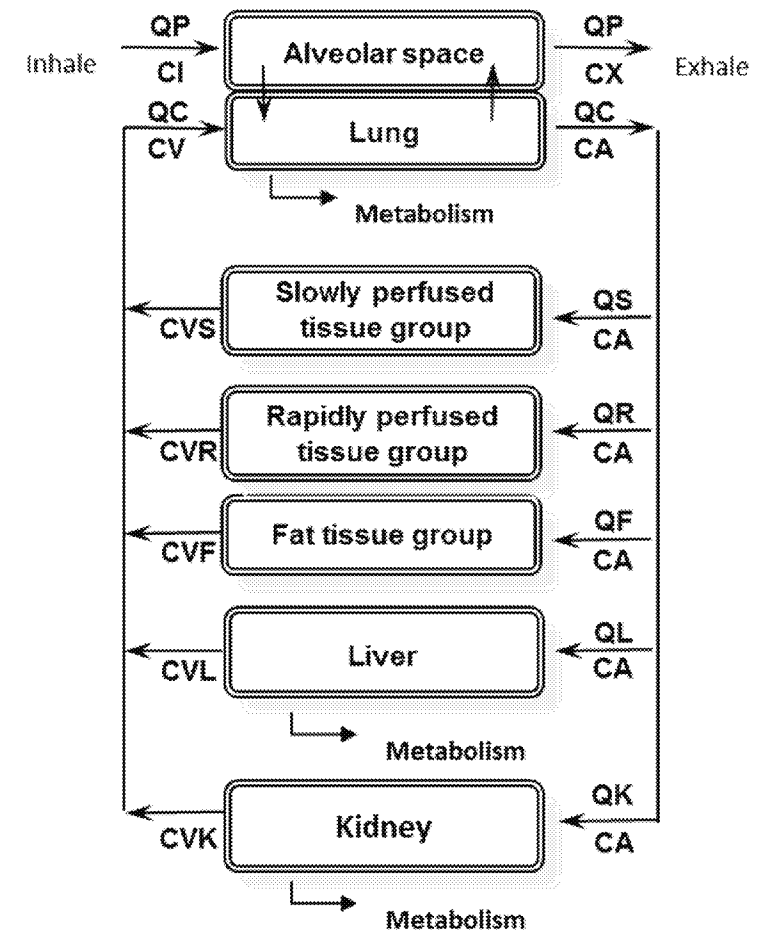 QP
QP
Inhale
Alveolar space
Exhale
CI
CX
QC
QC
Lung
CV
CA
Metabolism
Slowly perfused
tissue group
QS
CVS
CA
Rapidly perfused
tissue group
QR
CVR
CA
Fat tissue group
QF
CVF
CA
Liver
QL
CVL
CA
Metabolism
Kidney
QK
CVK
CA
Metabolism